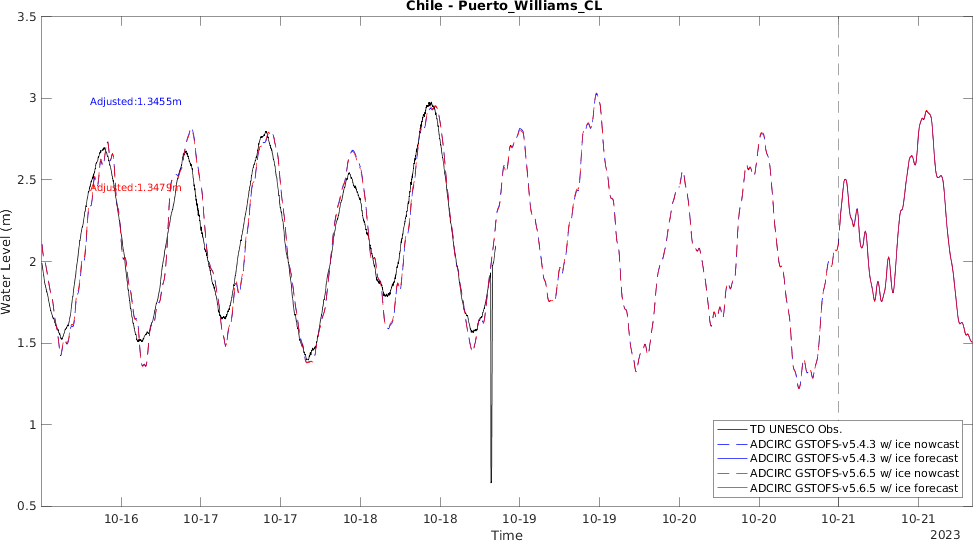 Chile - Puerto_Williams_CL
3.5
3
2.5
2
1.5
1
0.5
Water Level (m)
Adjusted:1.3455m
Adjusted:1.3479m
TD UNESCO Obs.
ADCIRC GSTOFS-v5.4.3 w/ ice nowcast
ADCIRC GSTOFS-v5.4.3 w/ ice forecast
ADCIRC GSTOFS-v5.6.5 w/ ice nowcast
ADCIRC GSTOFS-v5.6.5 w/ ice forecast
10-16 10-17 10-17 10-18 10-18 10-19 10-19 10-20 10-20 10-21 10-21
Time
2023